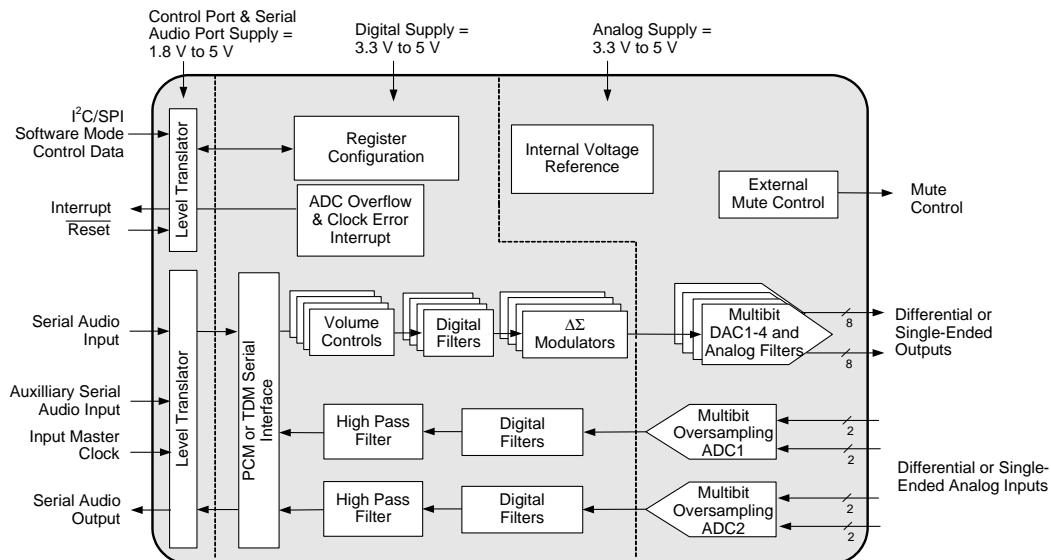 Control Port & Serial
Audio Port Supply =
1.8 V to 5 V
Digital Supply =
3.3 V to 5 V
Analog Supply =
3.3 V to 5 V
I²C/SPI
Software Mode
Control Data
Interrupt
Reset
Level Translator
Register
Configuration
ADC Overflow
& Clock Error
Interrupt
Internal Voltage
Reference
External
Mute Control
Mute
Control
Serial Audio
Input
Auxilliary Serial
Audio Input
Input Master
Clock
Serial Audio
Output
Level Translator
PCM or TDM Serial
Interface
Volume
Controls
Digital
Filters
ΔΣ
Modulators
Multibit
DAC1-4 and
Analog Filters
8
8
Differential or
Single-Ended
Outputs
High Pass
Filter
Digital
Filters
Multibit
Oversampling
ADC1
2
2
High Pass
Filter
Digital
Filters
Multibit
Oversampling
ADC2
2
2
Differential or Single-
Ended Analog Inputs